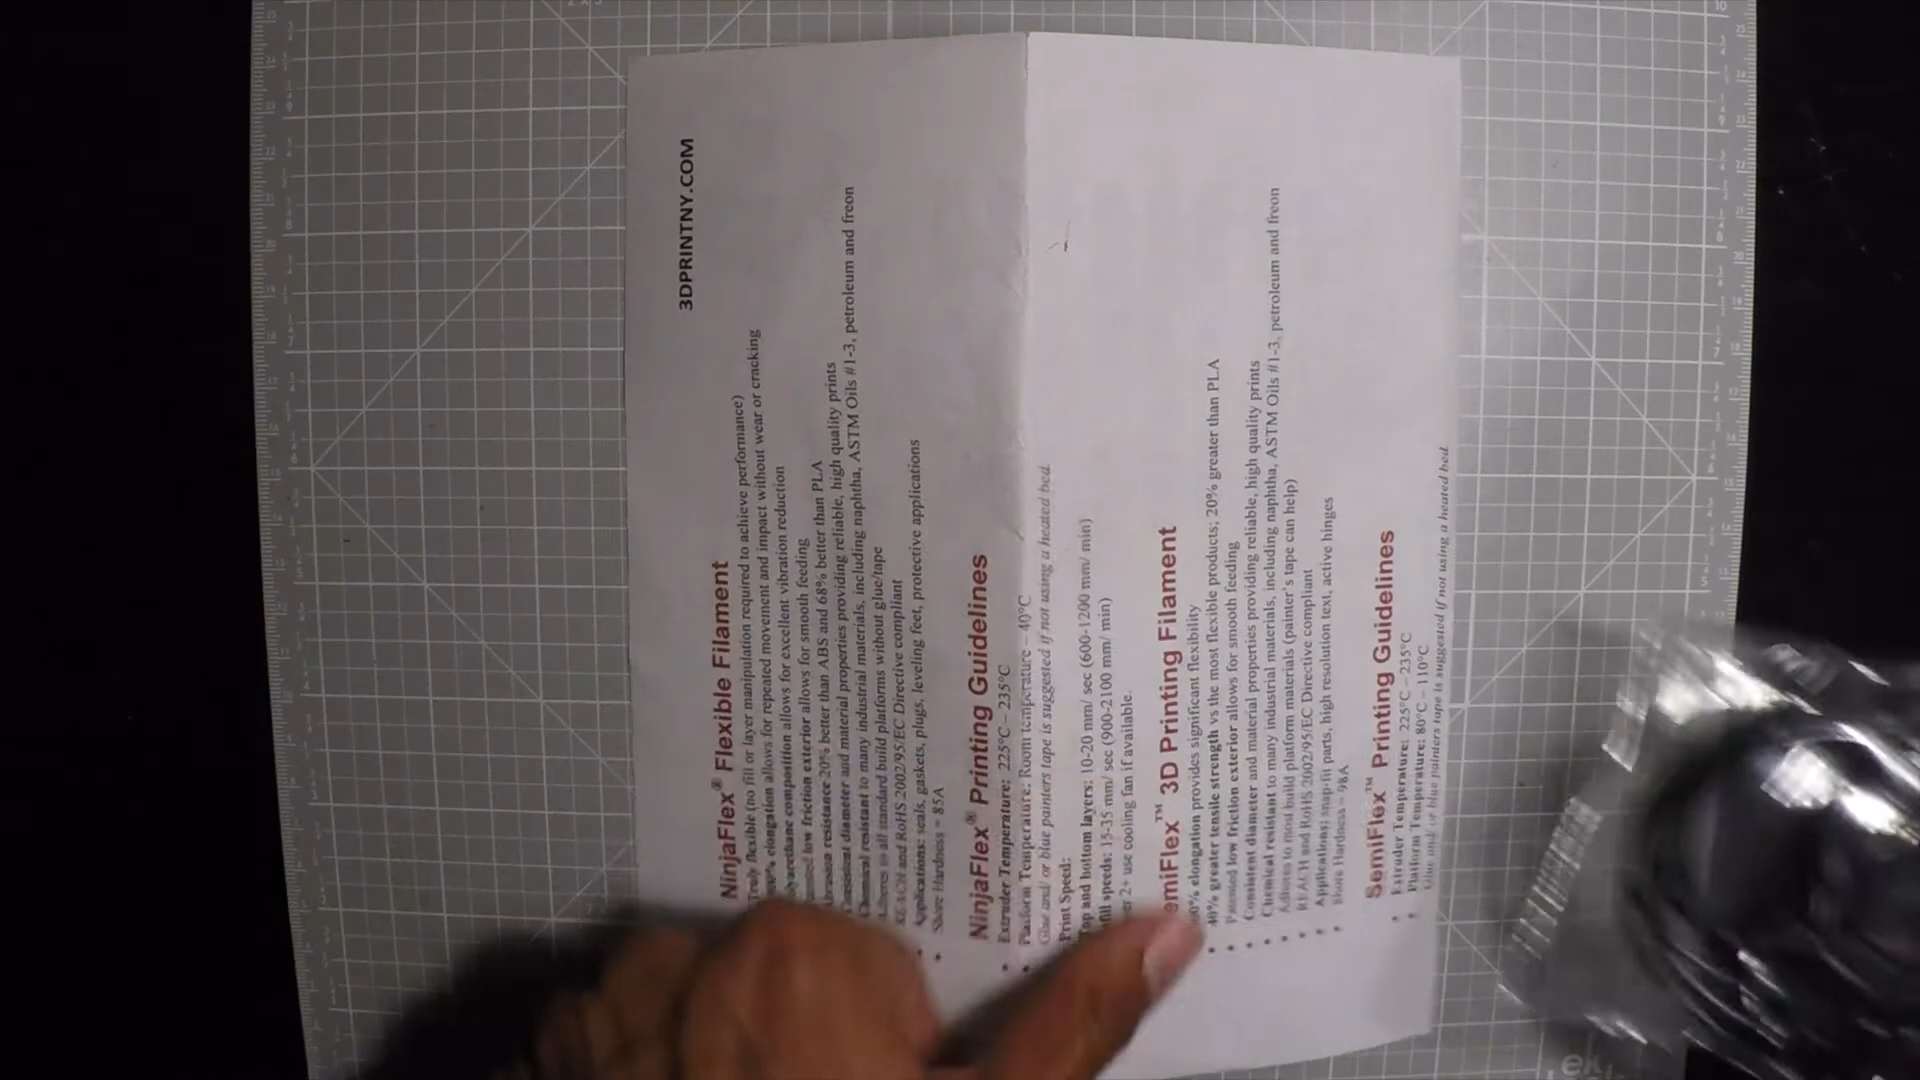 3DPRINTNY.COM
NinjaFlex® Flexible Filament
Truly flexible (no fill or layer manipulation required to achieve performance)
elongation allows for repeated movement and impact without wear or cracking
composition allows for excellent vibration reduction
low friction exterior allows for smooth feeding
Abrasion resistance 20% better than ABS and 68% better than PLA
Consistent diameter and material properties providing reliable, high quality prints
Chemical resistant to many industrial materials, including naphtha, ASTM Oils #1-3, petroleum and freon
Adheres to all standard build platforms without glue/tape
REACH and RoHS 2002/95/EC Directive compliant
• Applications: seals, gaskets, plugs, leveling feet, protective applications
• Shore Hardness = 85A
NinjaFlex® Printing Guidelines
• Extruder Temperature: 225°C – 235°C
• Platform Temperature: Room temperature – 40°C
Glue and/ or blue painters tape is suggested if not using a heated bed.
Print Speed:
Top and bottom layers: 10-20 mm/ sec (600-1200 mm/ min)
fill speeds: 15-35 mm/ sec (900-2100 mm/ min)
er 2+ use cooling fan if available.
emiFlex™ 3D Printing Filament
0% elongation provides significant flexibility
• 40% greater tensile strength vs the most flexible products; 20% greater than PLA
• Patented low friction exterior allows for smooth feeding
• Consistent diameter and material properties providing reliable, high quality prints
• Chemical resistant to many industrial materials, including naphtha, ASTM Oils #1-3, petroleum and freon
• Adheres to most build platform materials (painter's tape can help)
• REACH and RoHS 2002/95/EC Directive compliant
• Applications: snap-fit parts, high resolution text, active hinges
• Shore Hardness = 98A
SemiFlex™ Printing Guidelines
• Extruder Temperature: 225°C – 235°C
• Platform Temperature: 80°C – 110°C
Glue and/ or blue painters tape is suggested if not using a heated bed.